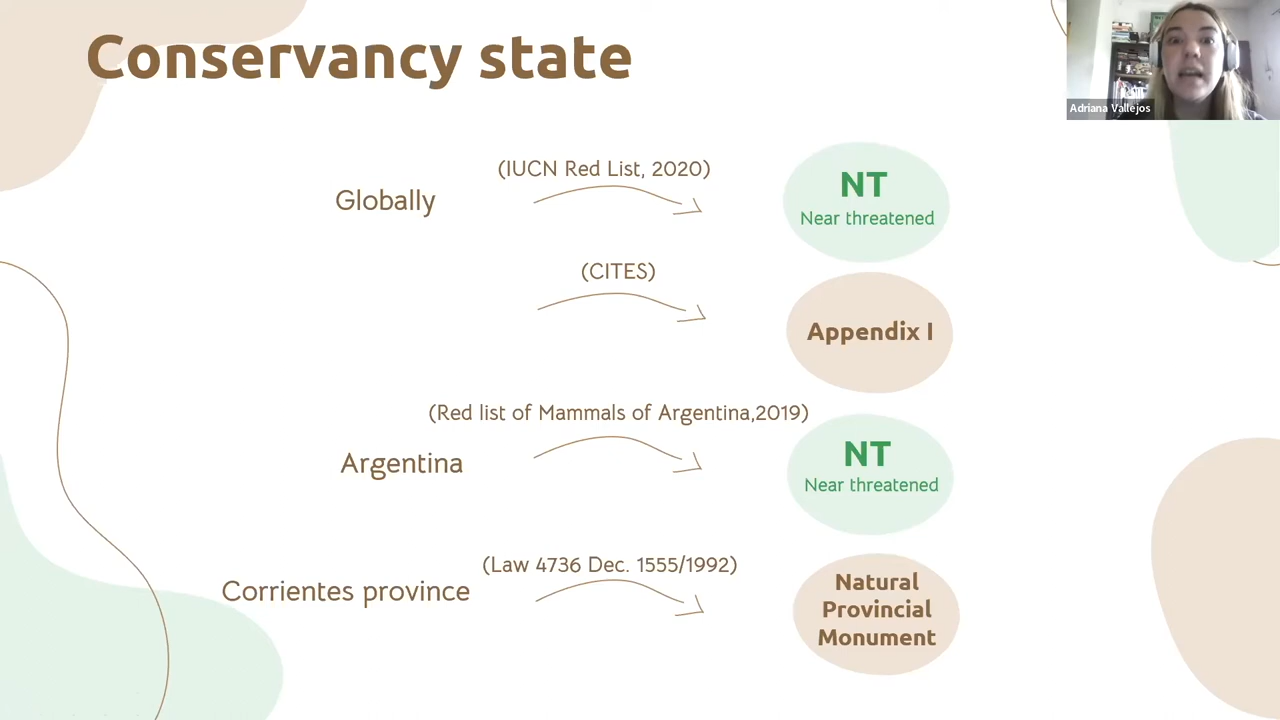 Conservancy state
Adriana Vallejos
(IUCN Red List, 2020)
Globally
NT
Near threatened
(CITES)
Appendix I
(Red list of Mammals of Argentina,2019)
Argentina
NT
Near threatened
(Law 4736 Dec. 1555/1992)
Corrientes province
Natural
Provincial
Monument